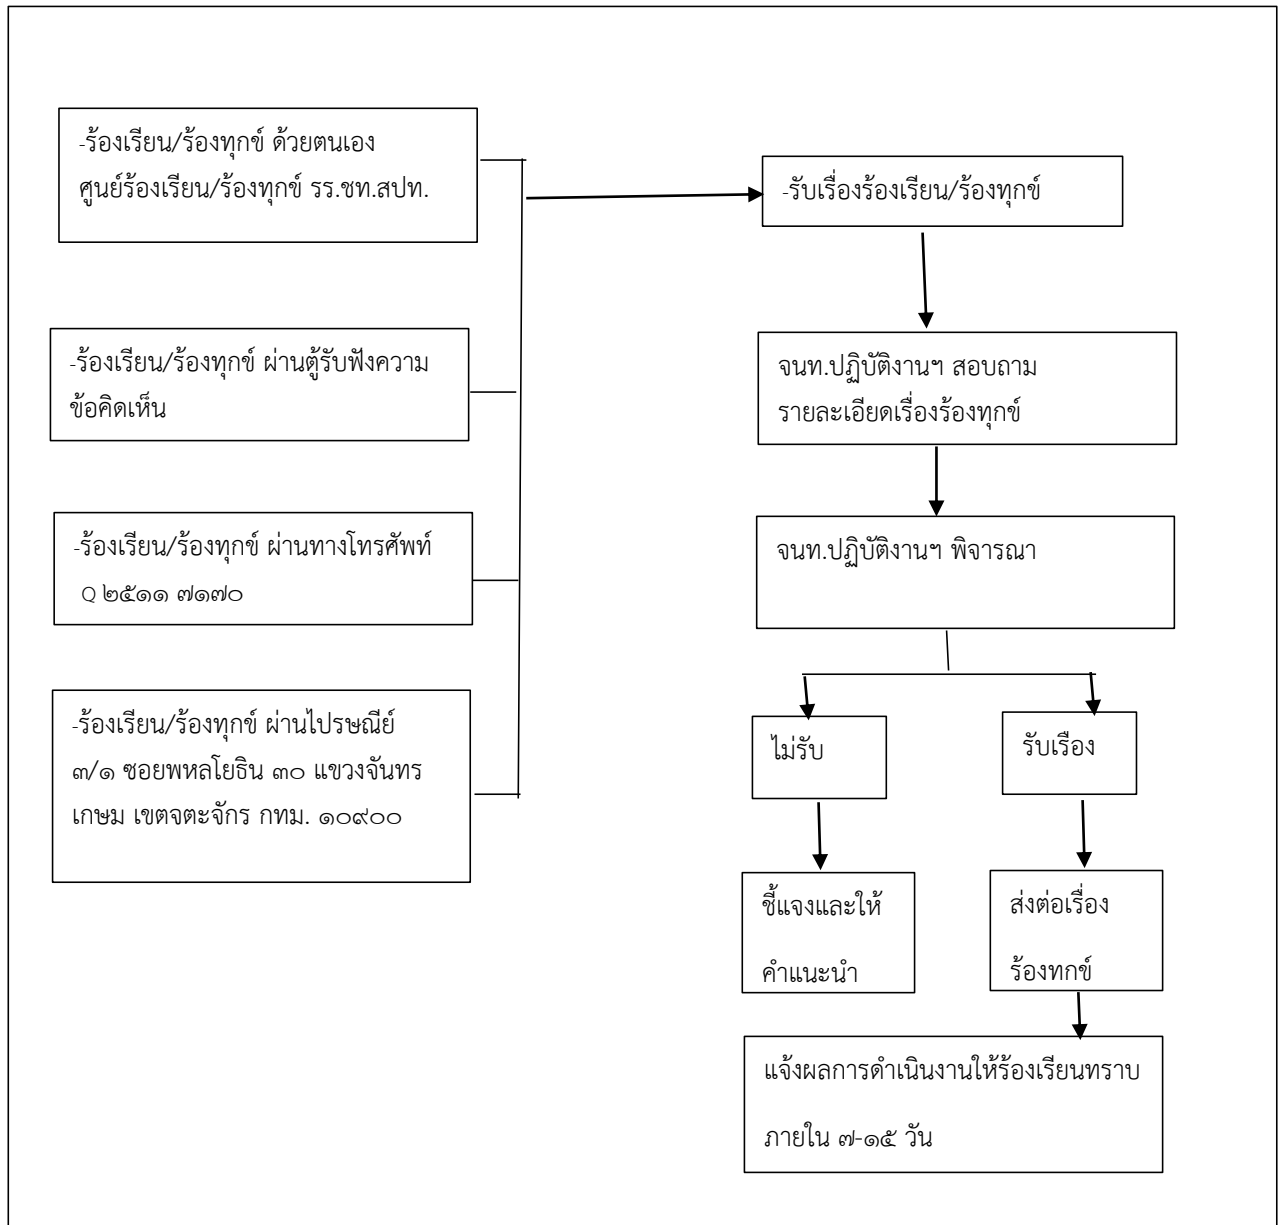 -ร้องเรียน/ร้องทุกข์ ด้วยตนเอง
ศูนย์ร้องเรียน/ร้องทุกข์ รร.ชท.สปท.
-ร้องเรียน/ร้องทุกข์ ผ่านตู้รับฟังความ
ข้อคิดเห็น
-ร้องเรียน/ร้องทุกข์ ผ่านทางโทรศัพท์
Q ๒๕๑๑ ๗๑๗๐
-ร้องเรียน/ร้องทุกข์ ผ่านไปรษณีย์
๓/๑ ซอยพหลโยธิน ๓๐ แขวงจันทร
เกษม เขตจตะจักร กทม. ๑๐๙๐๐
-รับเรื่องร้องเรียน/ร้องทุกข์
จนท.ปฏิบัติงานฯ สอบถาม
รายละเอียดเรื่องร้องทุกข์
จนท.ปฏิบัติงานฯ พิจารณา
ไม่รับ
รับเรือง
ชี้แจงและให้
คำแนะนำ
ส่งต่อเรื่อง
ร้องทกข์
แจ้งผลการดำเนินงานให้ร้องเรียนทราบ
ภายใน ๗-๑๕ วัน